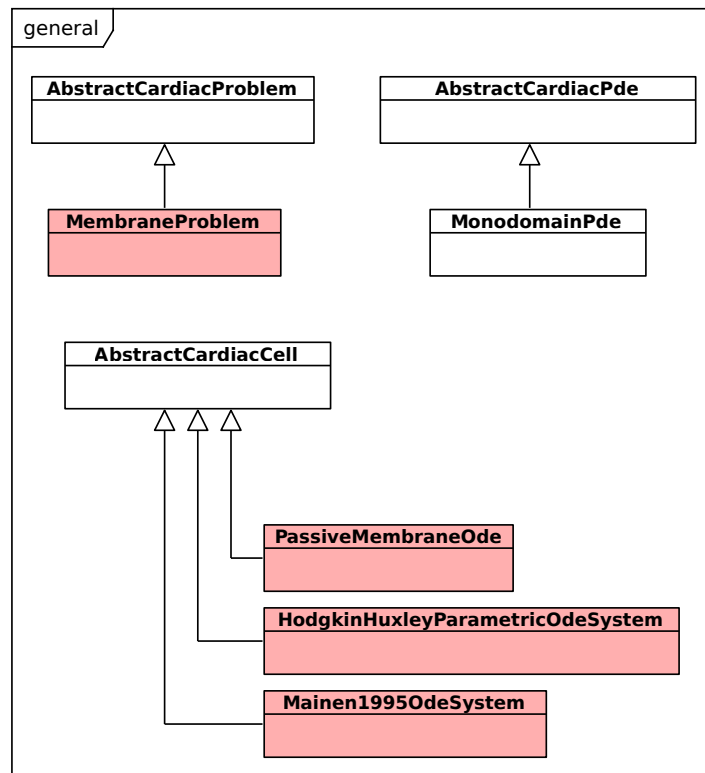 general
AbstractCardiacProblem
AbstractCardiacPde
MembraneProblem
MonodomainPde
AbstractCardiacCell
PassiveMembraneOde
HodgkinHuxleyParametricOdeSystem
Mainen1995OdeSystem